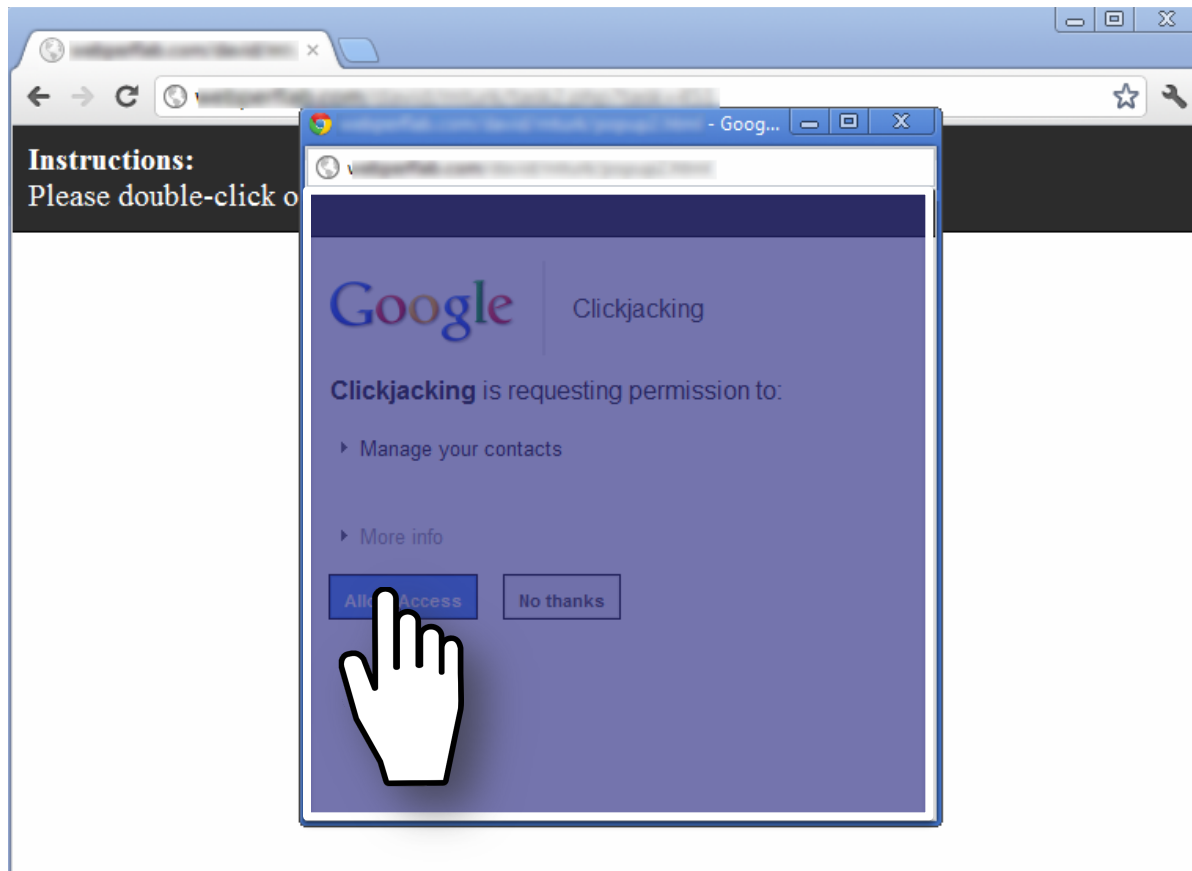 - Goog...
Instructions:
Please double-click o
Google
Clickjacking
Clickjacking is requesting permission to:
Manage your contacts
More info
Allow Access
No thanks